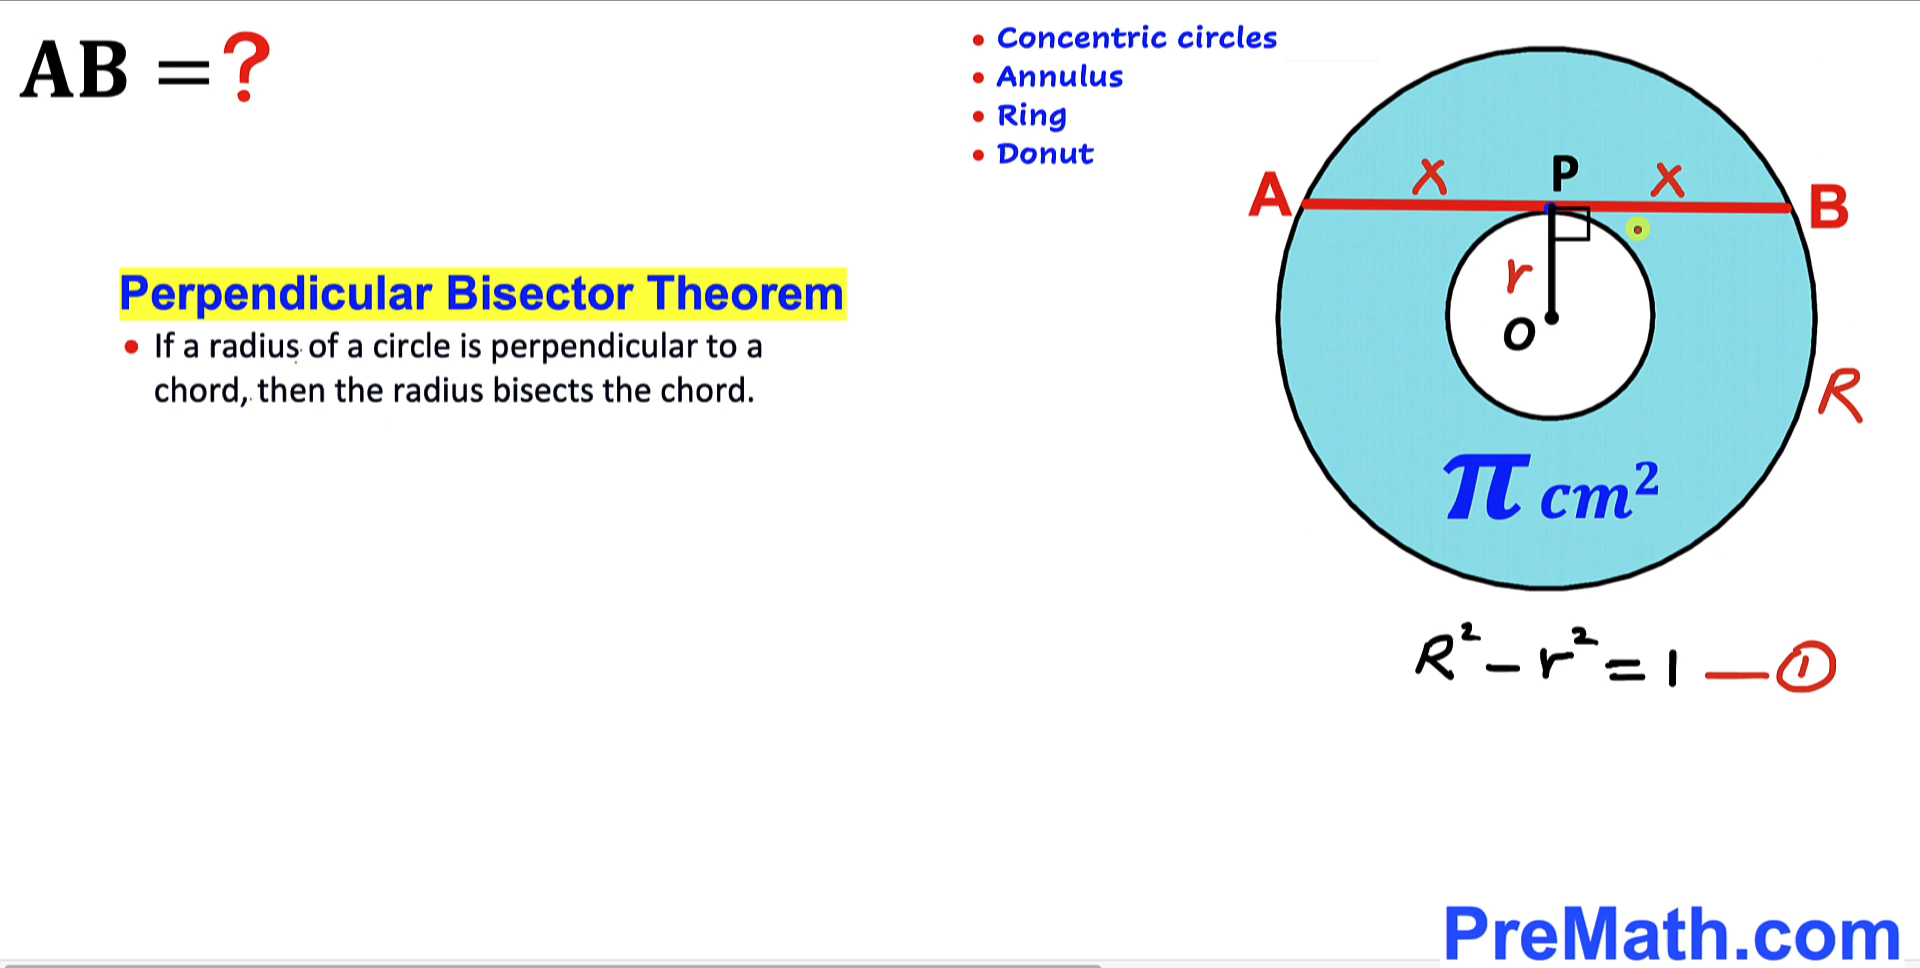 AB = ?
• Concentric circles
• Annulus
• Ring
• Donut
A x P x B
r
O
R
π cm²
Perpendicular Bisector Theorem
• If a radius of a circle is perpendicular to a
chord, then the radius bisects the chord.
R² – r² = 1 — ①
PreMath.com